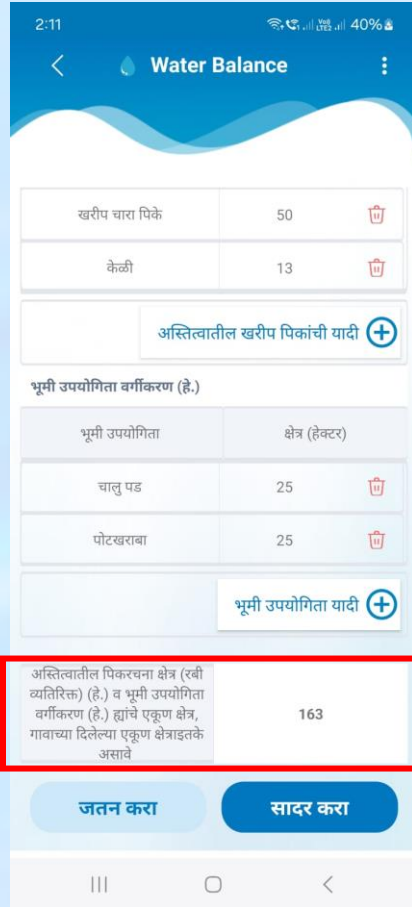 2:11 40%
Water Balance
खरीप चारा पिके 50
केळी 13
अस्तित्वातील खरीप पिकांची यादी
भूमी उपयोगिता वर्गीकरण (हे.)
भूमी उपयोगिता क्षेत्र (हेक्टर)
चालु पड 25
पोटखराबा 25
भूमी उपयोगिता यादी
अस्तित्वातील पिकरचना क्षेत्र (रबी
व्यतिरिक्त) (हे.) व भूमी उपयोगिता
वर्गीकरण (हे.) ह्यांचे एकूण क्षेत्र,
गावाच्या दिलेल्या एकूण क्षेत्राइतके
असावे
163
जतन करा सादर करा